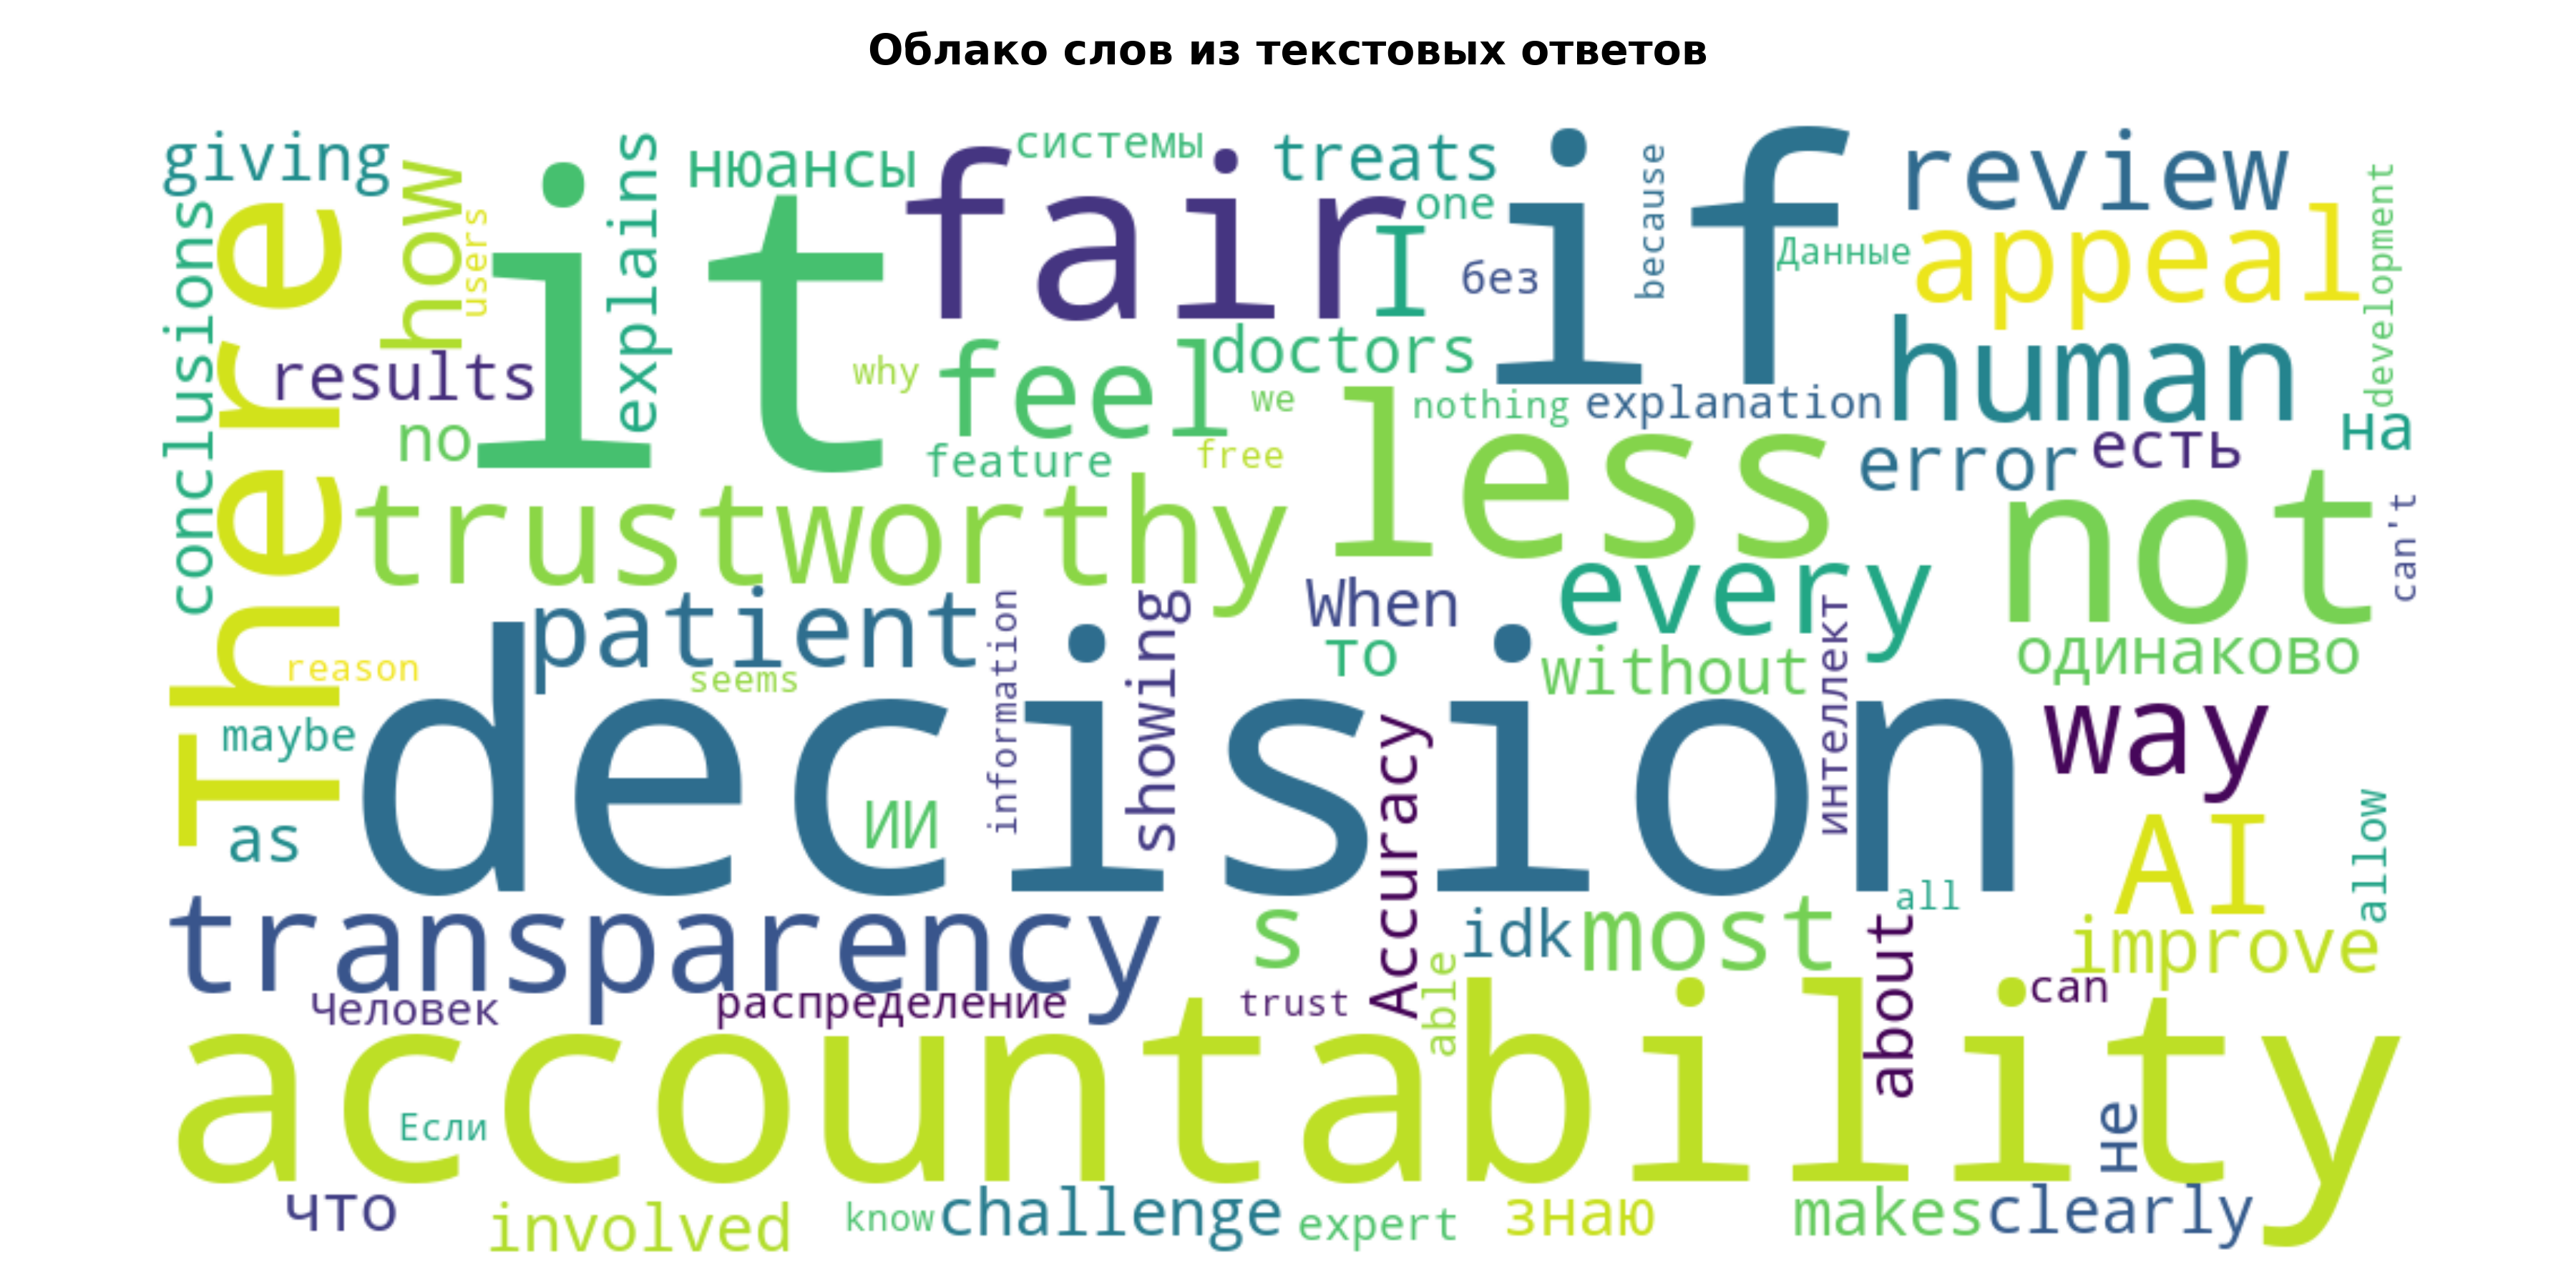 Облако слов из текстовых ответов
giving
conclusions
There
how
users
it
explains
нюансы
fair
системы
treats
one
I
без
if
because
Данные
review
appeal
development
results
no
why
feel
doctors
we
nothing
explanation
human
на
feature
free
less
error
есть
not
can't
trustworthy
patient
information
showing
When
то
every
without
интеллект
одинаково
reason
seems
maybe
decision
way
as
ИИ
Accuracy
AI
allow
transparency
s
idk
most
all
about
improve
Человек
распределение
trust
able
can
accountability
Если
не
что
involved
know
challenge
expert
знаю
makes
clearly